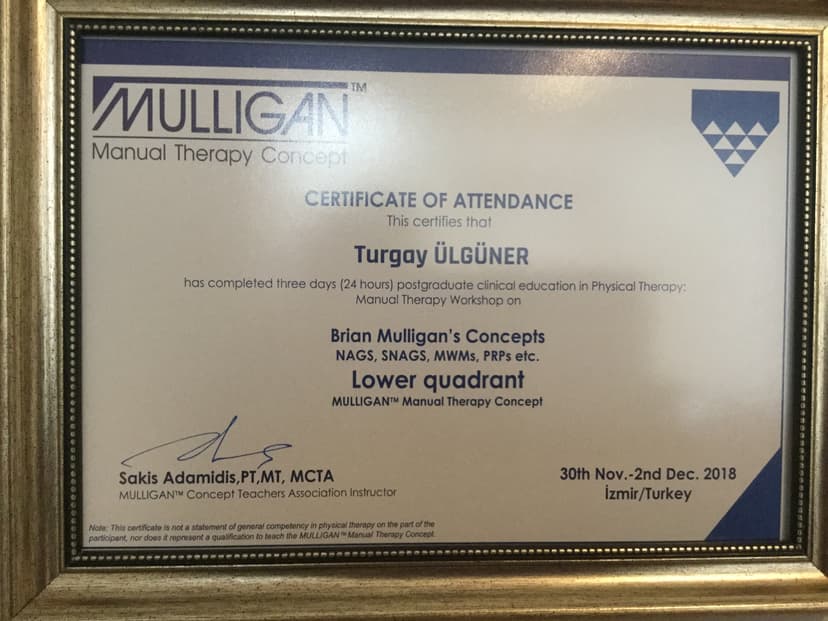 MULLIGAN™
Manual Therapy Concept
CERTIFICATE OF ATTENDANCE
This certifies that
Turgay ÜLGÜNER
has completed three days (24 hours) postgraduate clinical education in Physical Therapy:
Manual Therapy Workshop on
Brian Mulligan's Concepts
NAGS, SNAGS, MWMs, PRPs etc.
Lower quadrant
MULLIGAN™ Manual Therapy Concept
Sakis Adamidis,PT,MT, MCTA
MULLIGAN™ Concept Teachers Association Instructor
30th Nov.-2nd Dec. 2018
İzmir/Turkey
Note: This certificate is not a statement of general competency in physical therapy on the part of the
participant, nor does it represent a qualification to teach the MULLIGAN™ Manual Therapy Concept.